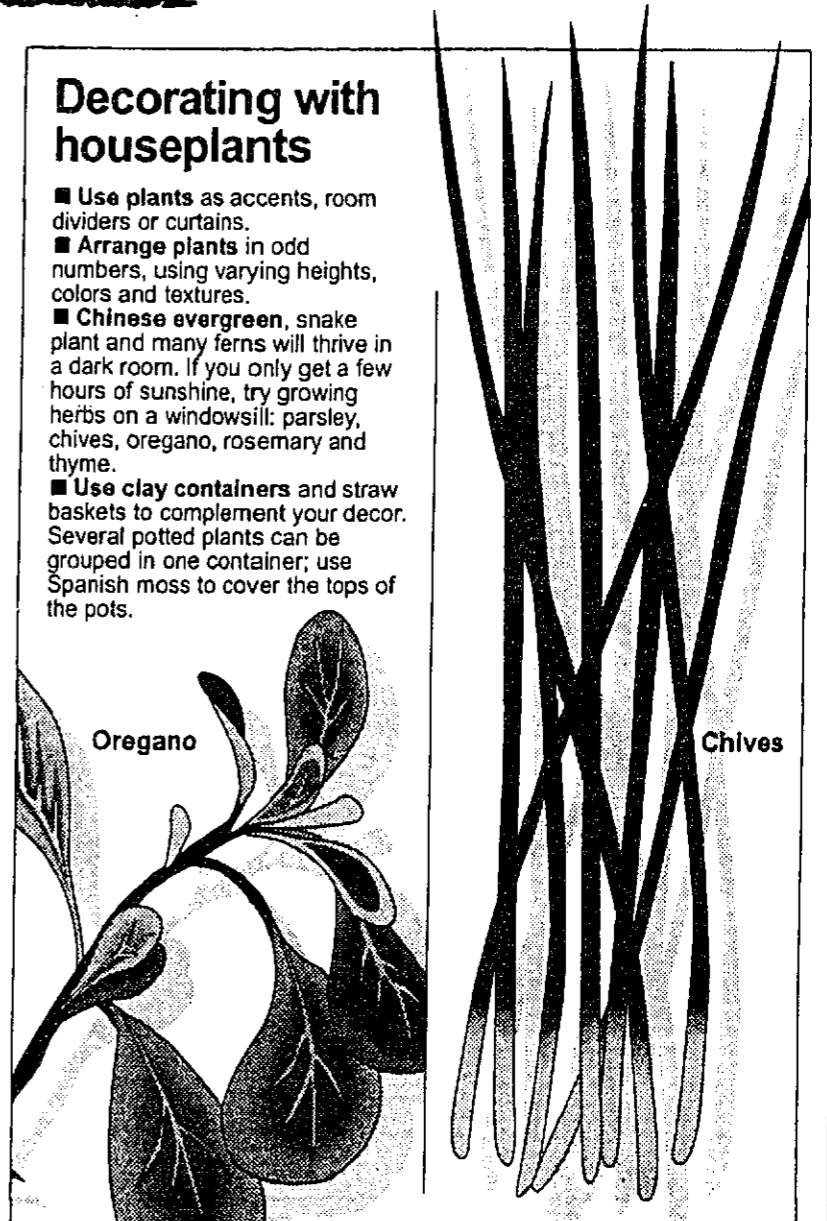 Decorating with
houseplants
■ Use plants as accents, room
dividers or curtains.
■ Arrange plants in odd
numbers, using varying heights,
colors and textures.
■ Chinese evergreen, snake
plant and many ferns will thrive in
a dark room. If you only get a few
hours of sunshine, try growing
herbs on a windowsill: parsley,
chives, oregano, rosemary and
thyme.
■ Use clay containers and straw
baskets to complement your decor.
Several potted plants can be
grouped in one container; use
Spanish moss to cover the tops of
the pots.
Oregano
Chives